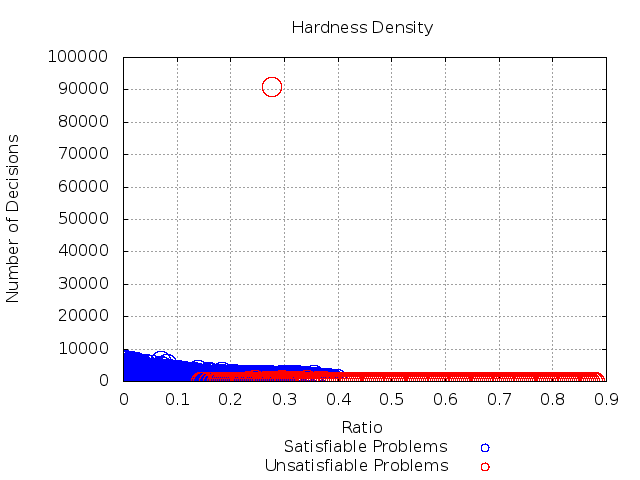 Hardness Density
100000
90000
80000
70000
60000
50000
40000
30000
20000
10000
0
Number of Decisions
0 0.1 0.2 0.3 0.4 0.5 0.6 0.7 0.8 0.9
Ratio
Satisfiable Problems
Unsatisfiable Problems